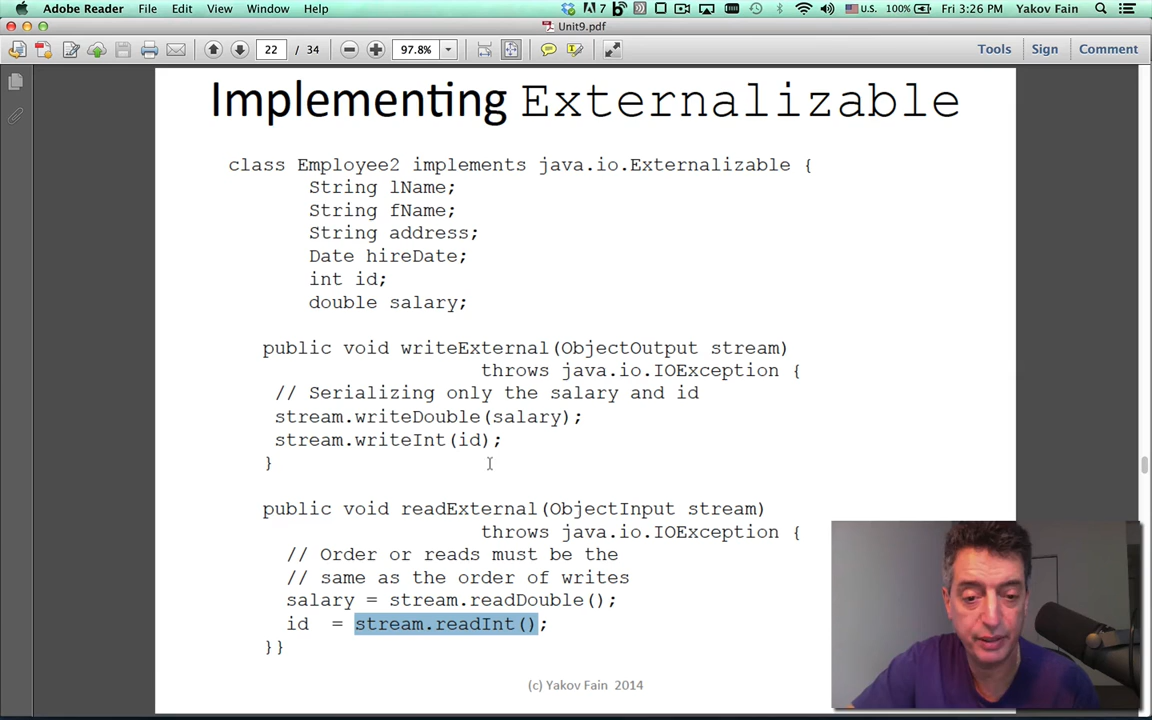 Adobe Reader File Edit View Window Help 7 U.S. 100% Fri 3:26 PM Yakov Fain
Unit9.pdf
22 / 34 97.8% Tools Sign Comment
Implementing Externalizable
class Employee2 implements java.io.Externalizable {
String lName;
String fName;
String address;
Date hireDate;
int id;
double salary;
public void writeExternal(ObjectOutput stream)
throws java.io.IOException {
// Serializing only the salary and id
stream.writeDouble(salary);
stream.writeInt(id);
}
public void readExternal(ObjectInput stream)
throws java.io.IOException {
// Order or reads must be the
// same as the order of writes
salary = stream.readDouble();
id = stream.readInt();
}}
(c) Yakov Fain 2014